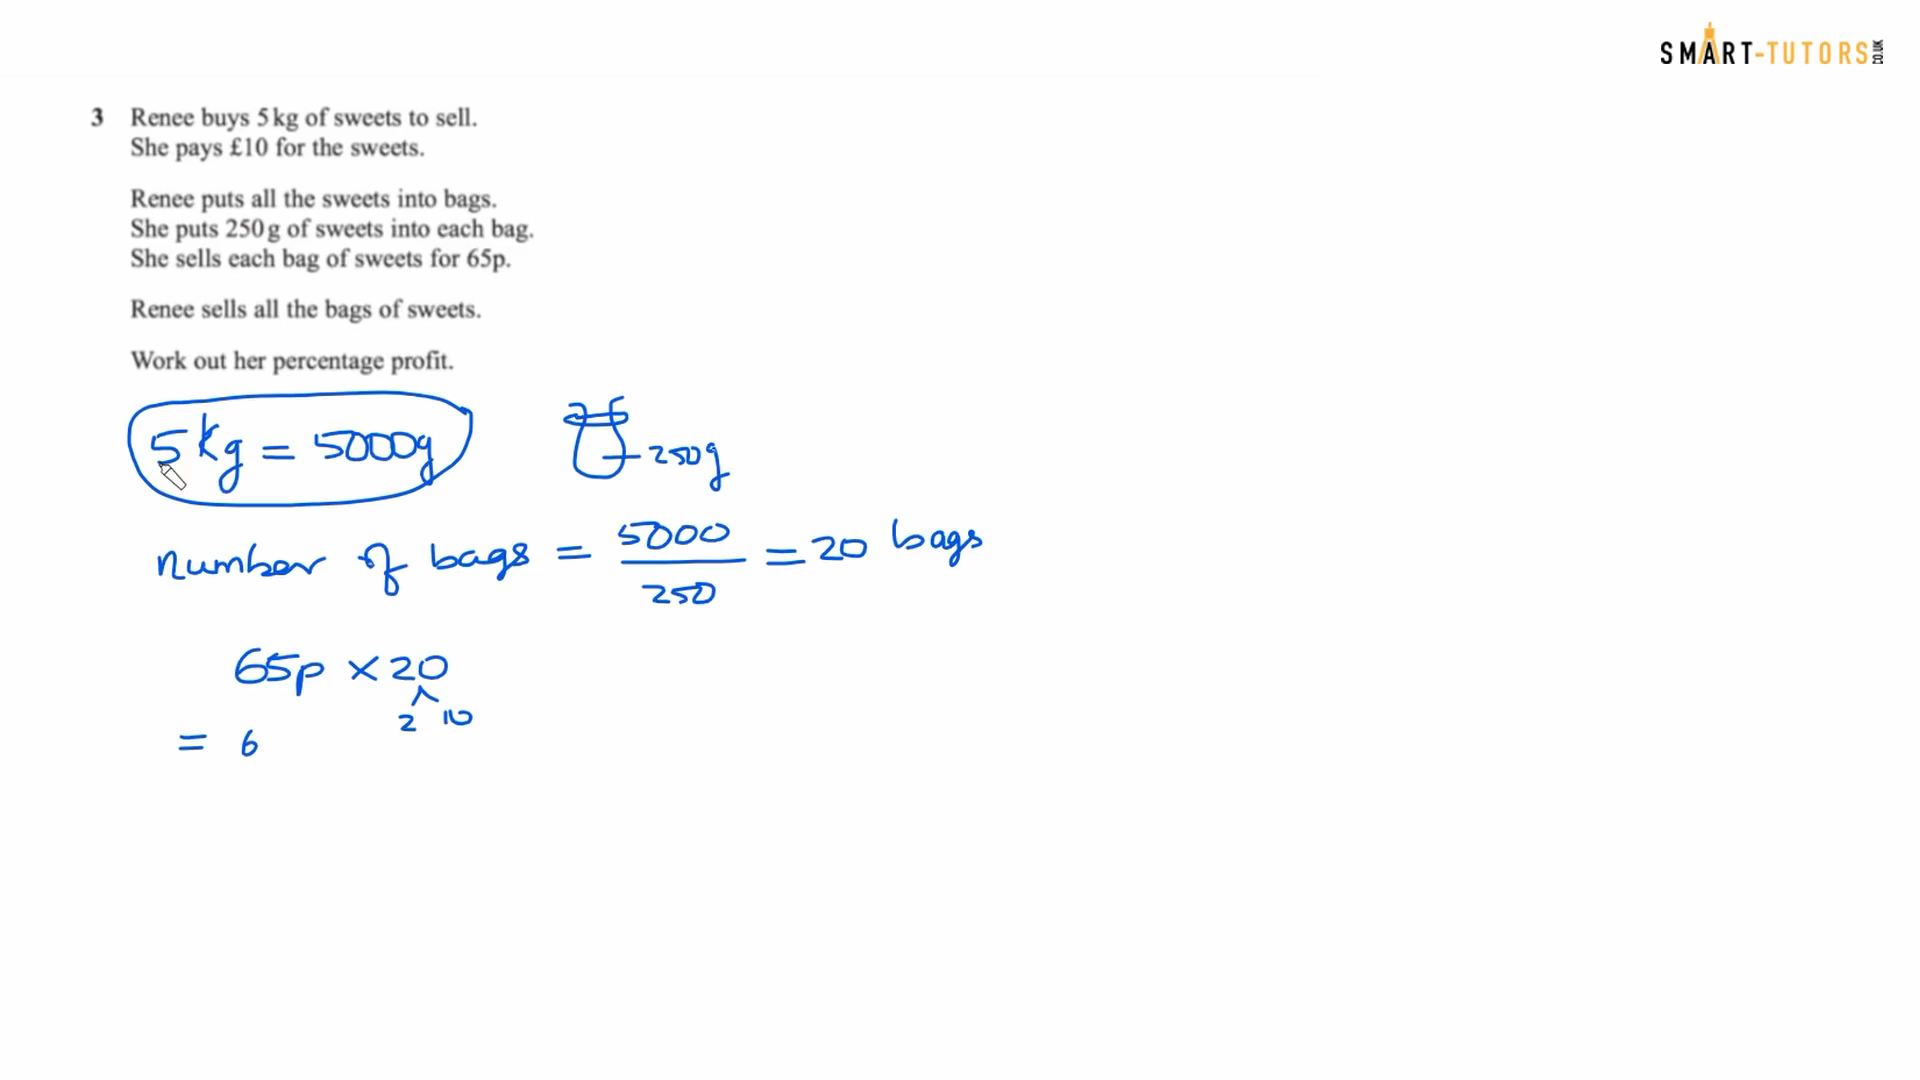 SMART-TUTORS.CO.UK
3 Renee buys 5 kg of sweets to sell.
She pays £10 for the sweets.
Renee puts all the sweets into bags.
She puts 250 g of sweets into each bag.
She sells each bag of sweets for 65p.
Renee sells all the bags of sweets.
Work out her percentage profit.
5 kg = 5000g
250g
number of bags = 5000/250 = 20 bags
65p × 20
2 10
= 6